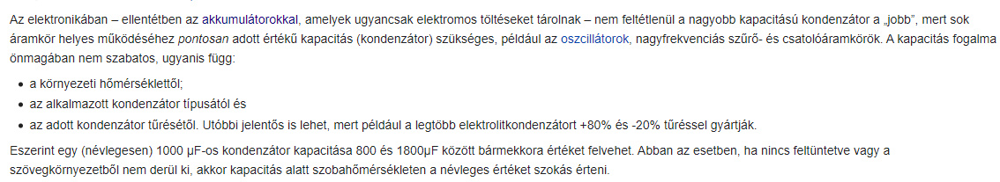 Az elektronikában – ellentétben az akkumulátorokkal, amelyek ugyancsak elektromos töltéseket tárolnak – nem feltétlenül a nagyobb kapacitású kondenzátor a „jobb”, mert sok
áramkör helyes működéséhez pontosan adott értékű kapacitás (kondenzátor) szükséges, például az oszcillátorok, nagyfrekvenciás szűrő- és csatolóáramkörök. A kapacitás fogalma
önmagában nem szabatos, ugyanis függ:
• a környezeti hőmérséklettől;
• az alkalmazott kondenzátor típusától és
• az adott kondenzátor tűrésétől. Utóbbi jelentős is lehet, mert például a legtöbb elektrolitkondenzátort +80% és -20% tűréssel gyártják.
Eszerint egy (névlegesen) 1000 µF-os kondenzátor kapacitása 800 és 1800µF között bármekkora értéket felvehet. Abban az esetben, ha nincs feltüntetve vagy a
szövegkörnyezetből nem derül ki, akkor kapacitás alatt szobahőmérsékleten a névleges értéket szokás érteni.